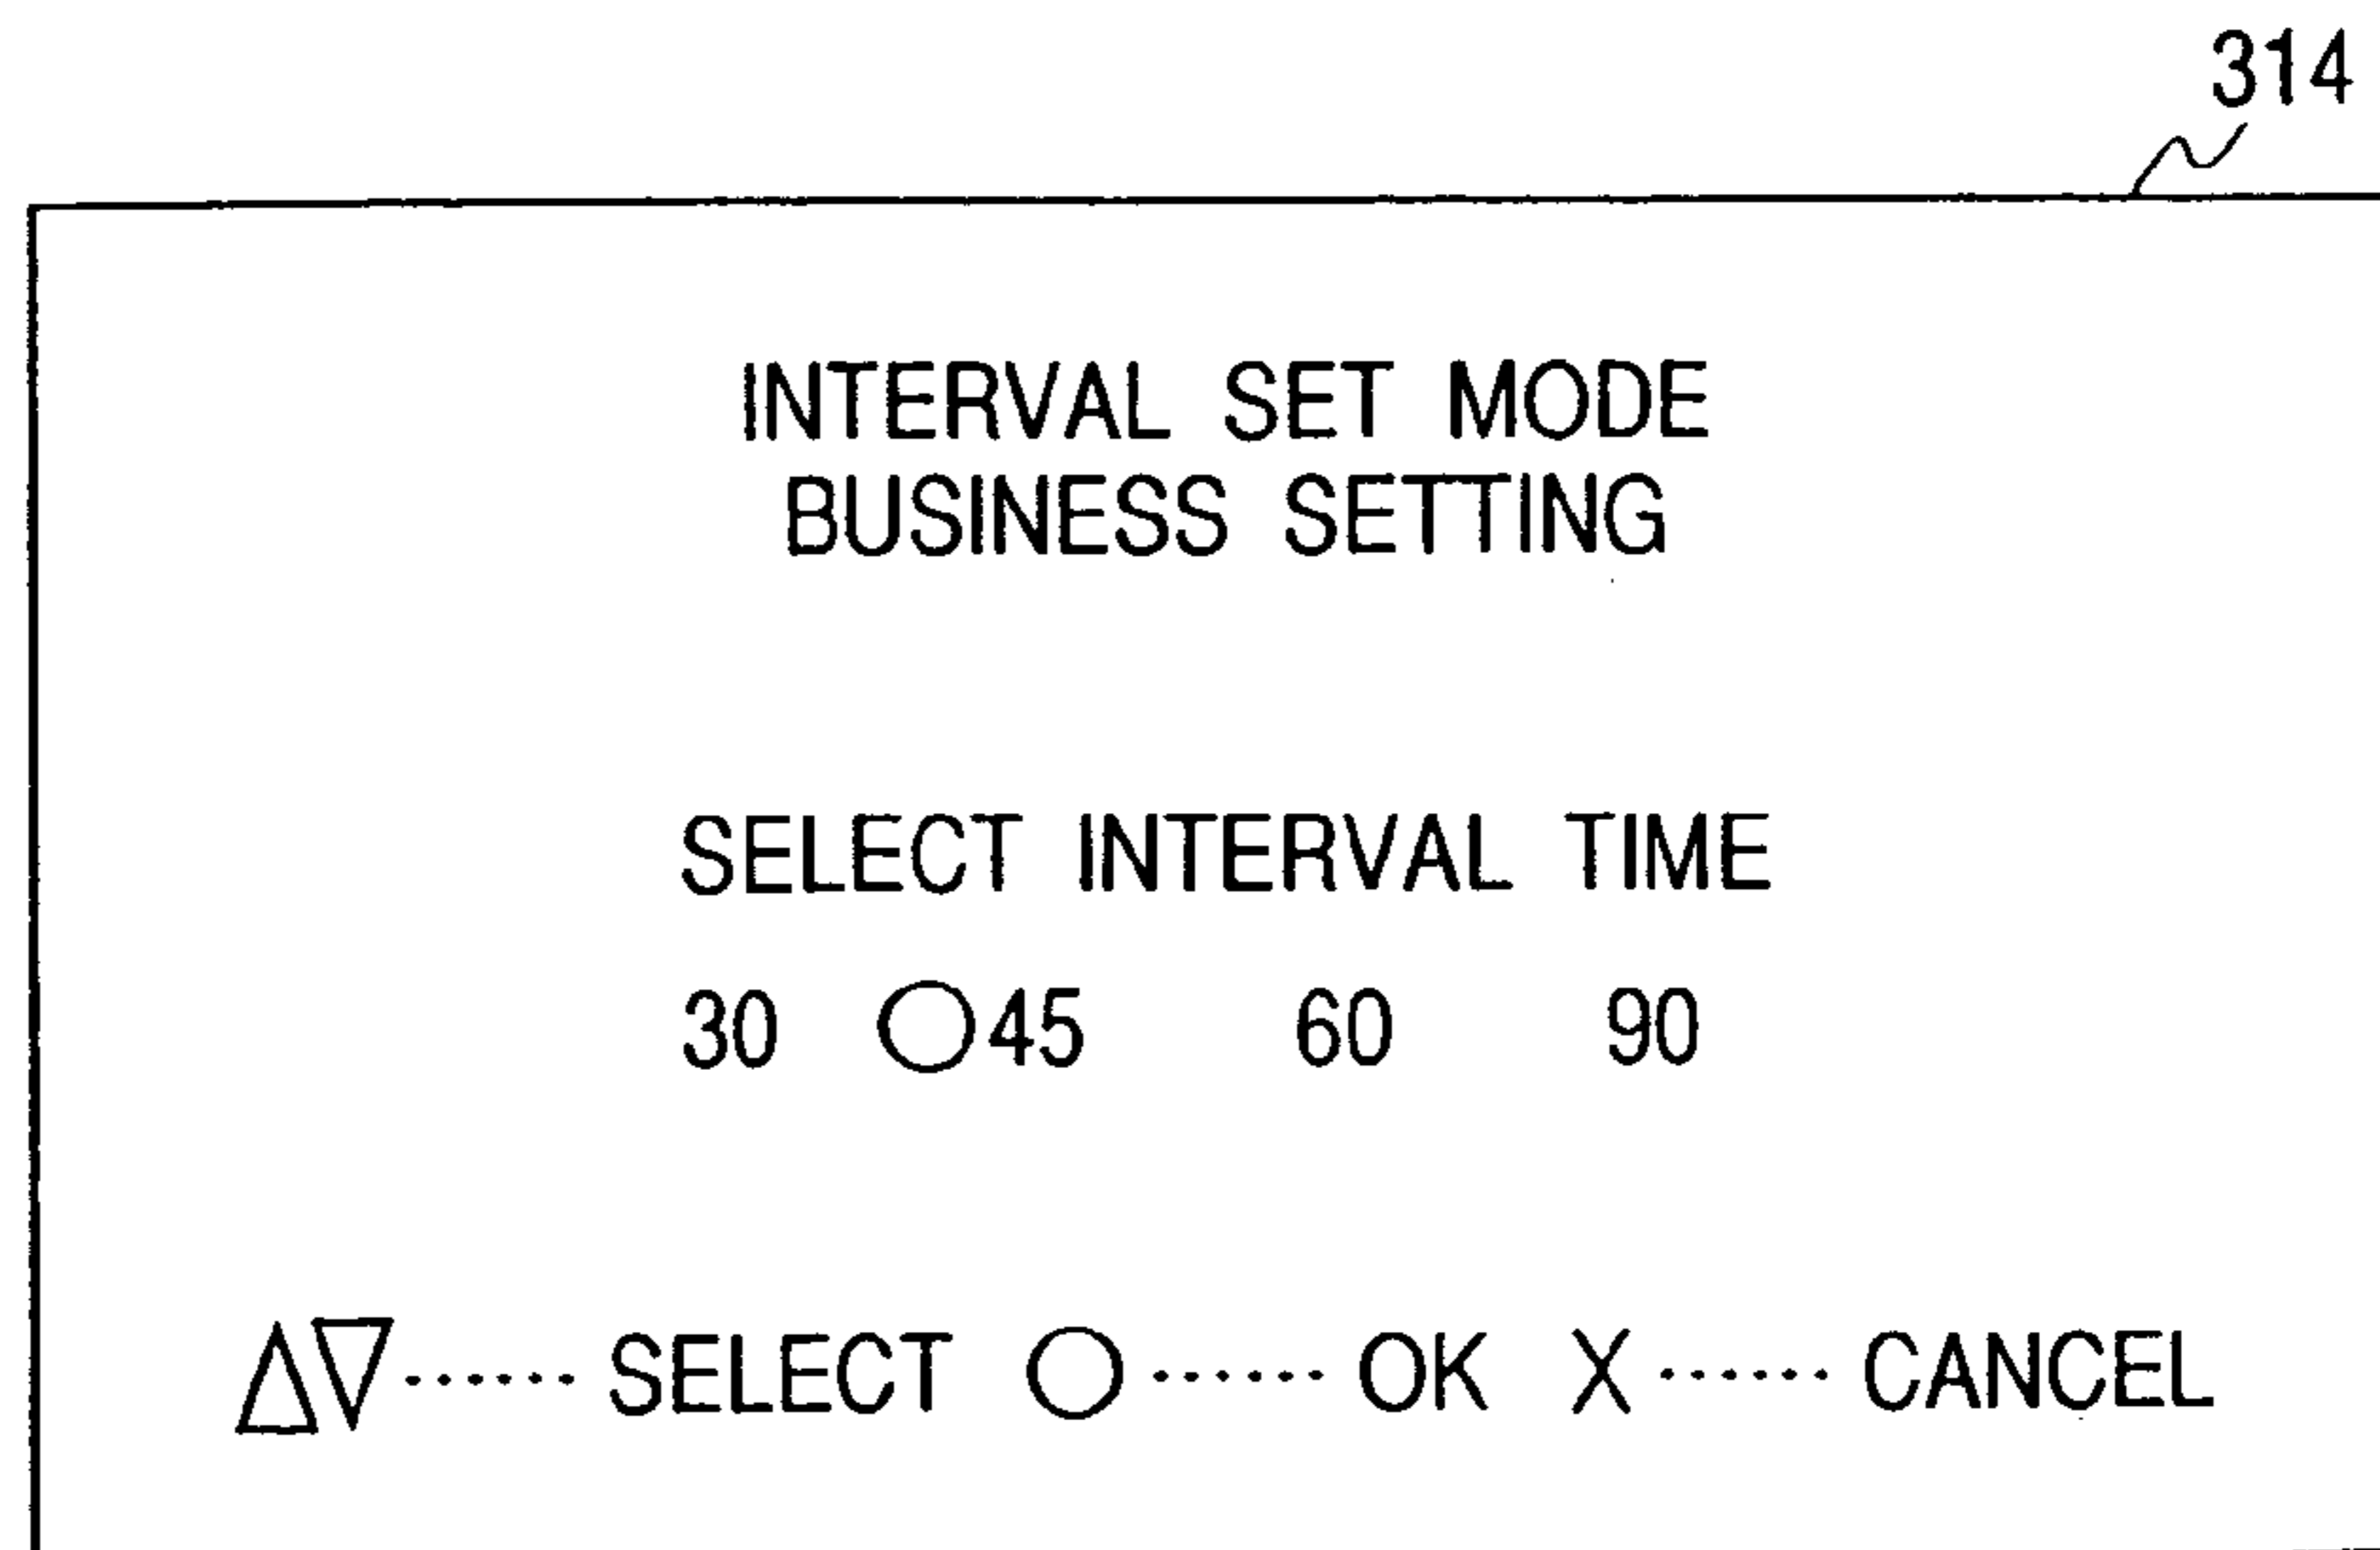 314
INTERVAL SET MODE
BUSINESS SETTING
SELECT INTERVAL TIME
30 ○45 60 90
△▽······ SELECT ○······ OK X ······ CANCEL